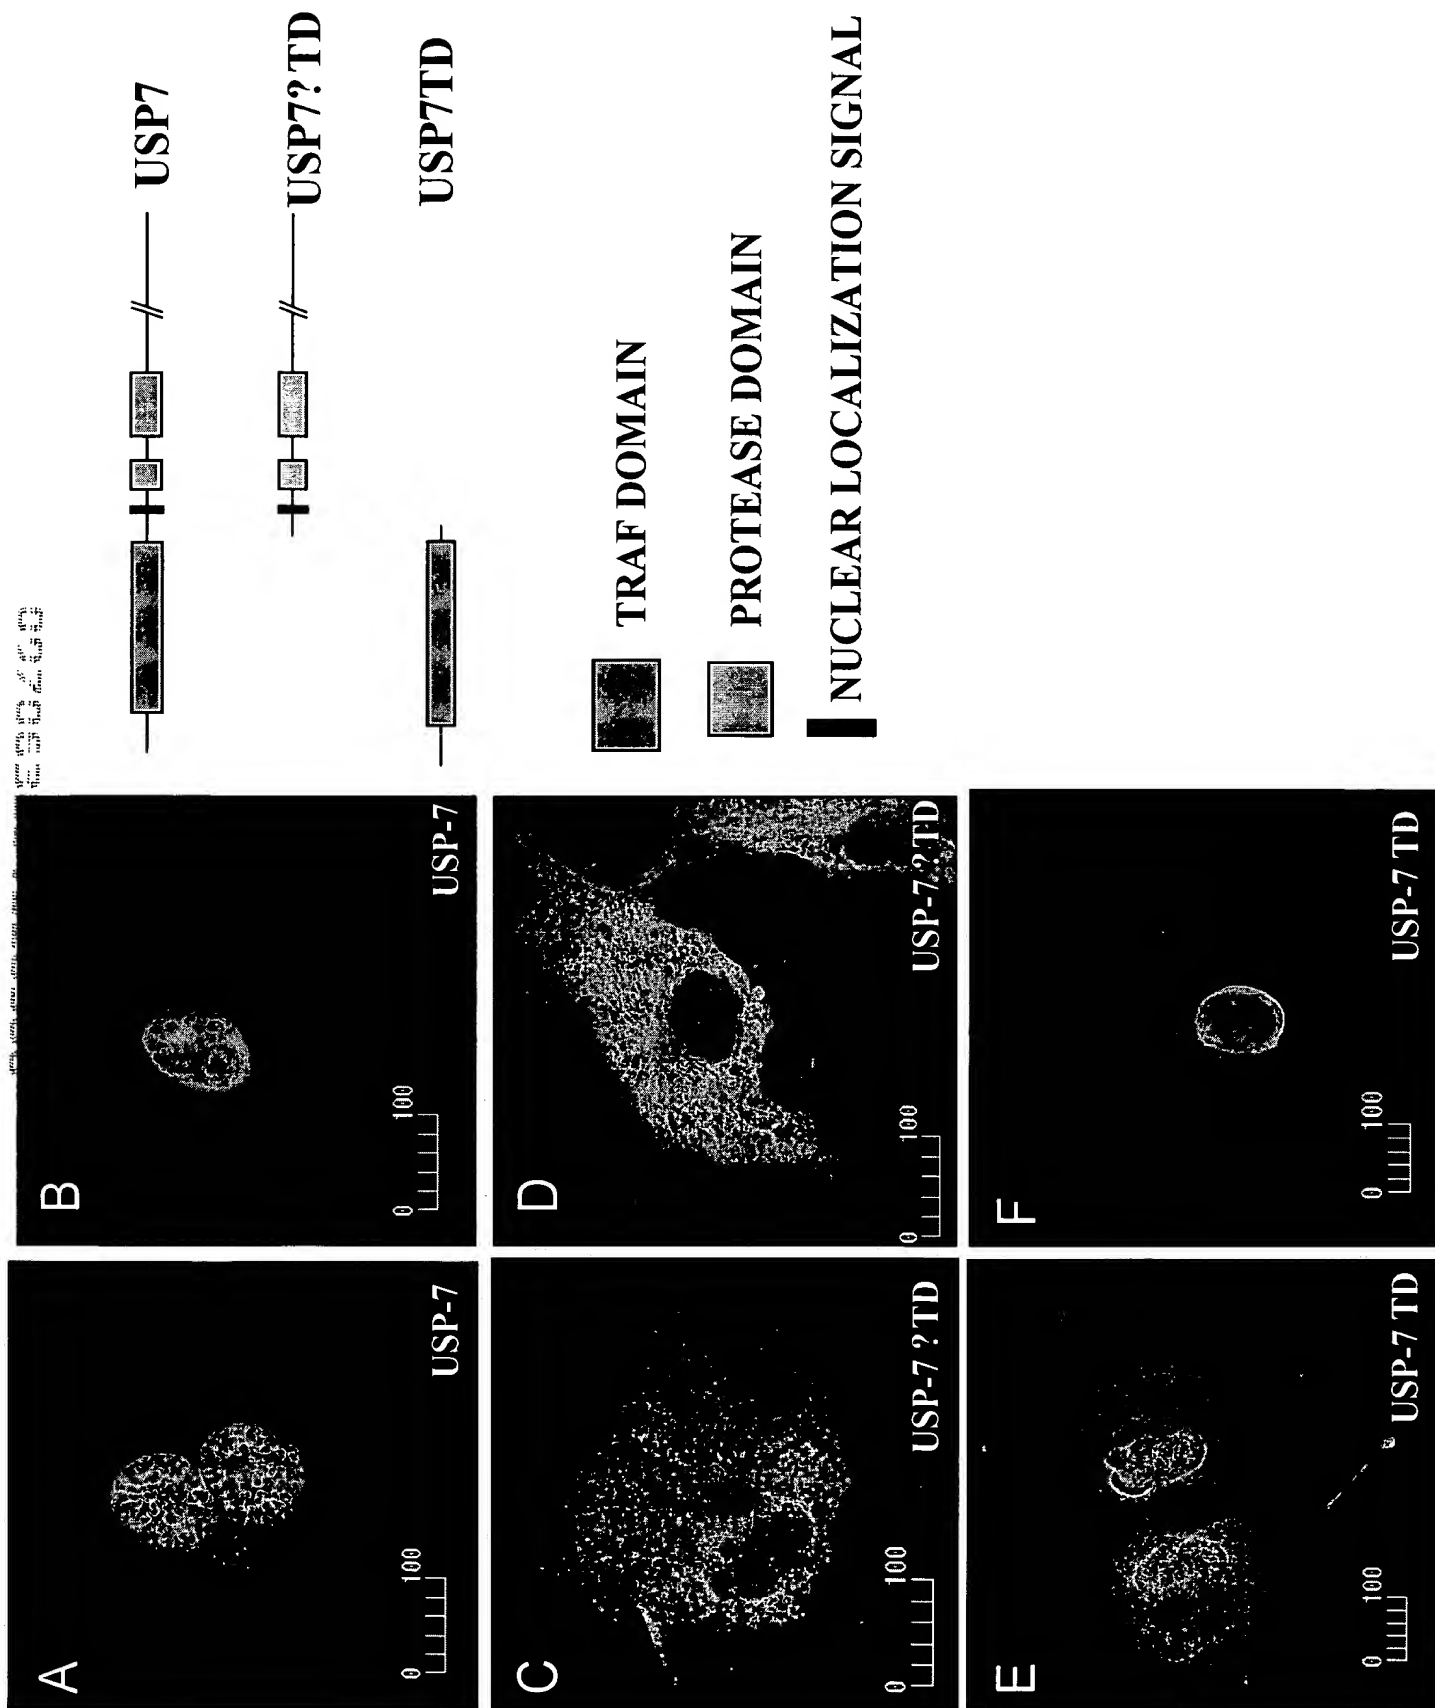 A
0 100
USP-7
B
0 100
USP-7
C
0 100
USP-7 ?TD
D
0 100
USP-7?TD
E
0 100
USP-7 TD
F
0 100
USP-7 TD
USP7
USP7?TD
USP7TD
TRAF DOMAIN
PROTEASE DOMAIN
NUCLEAR LOCALIZATION SIGNAL